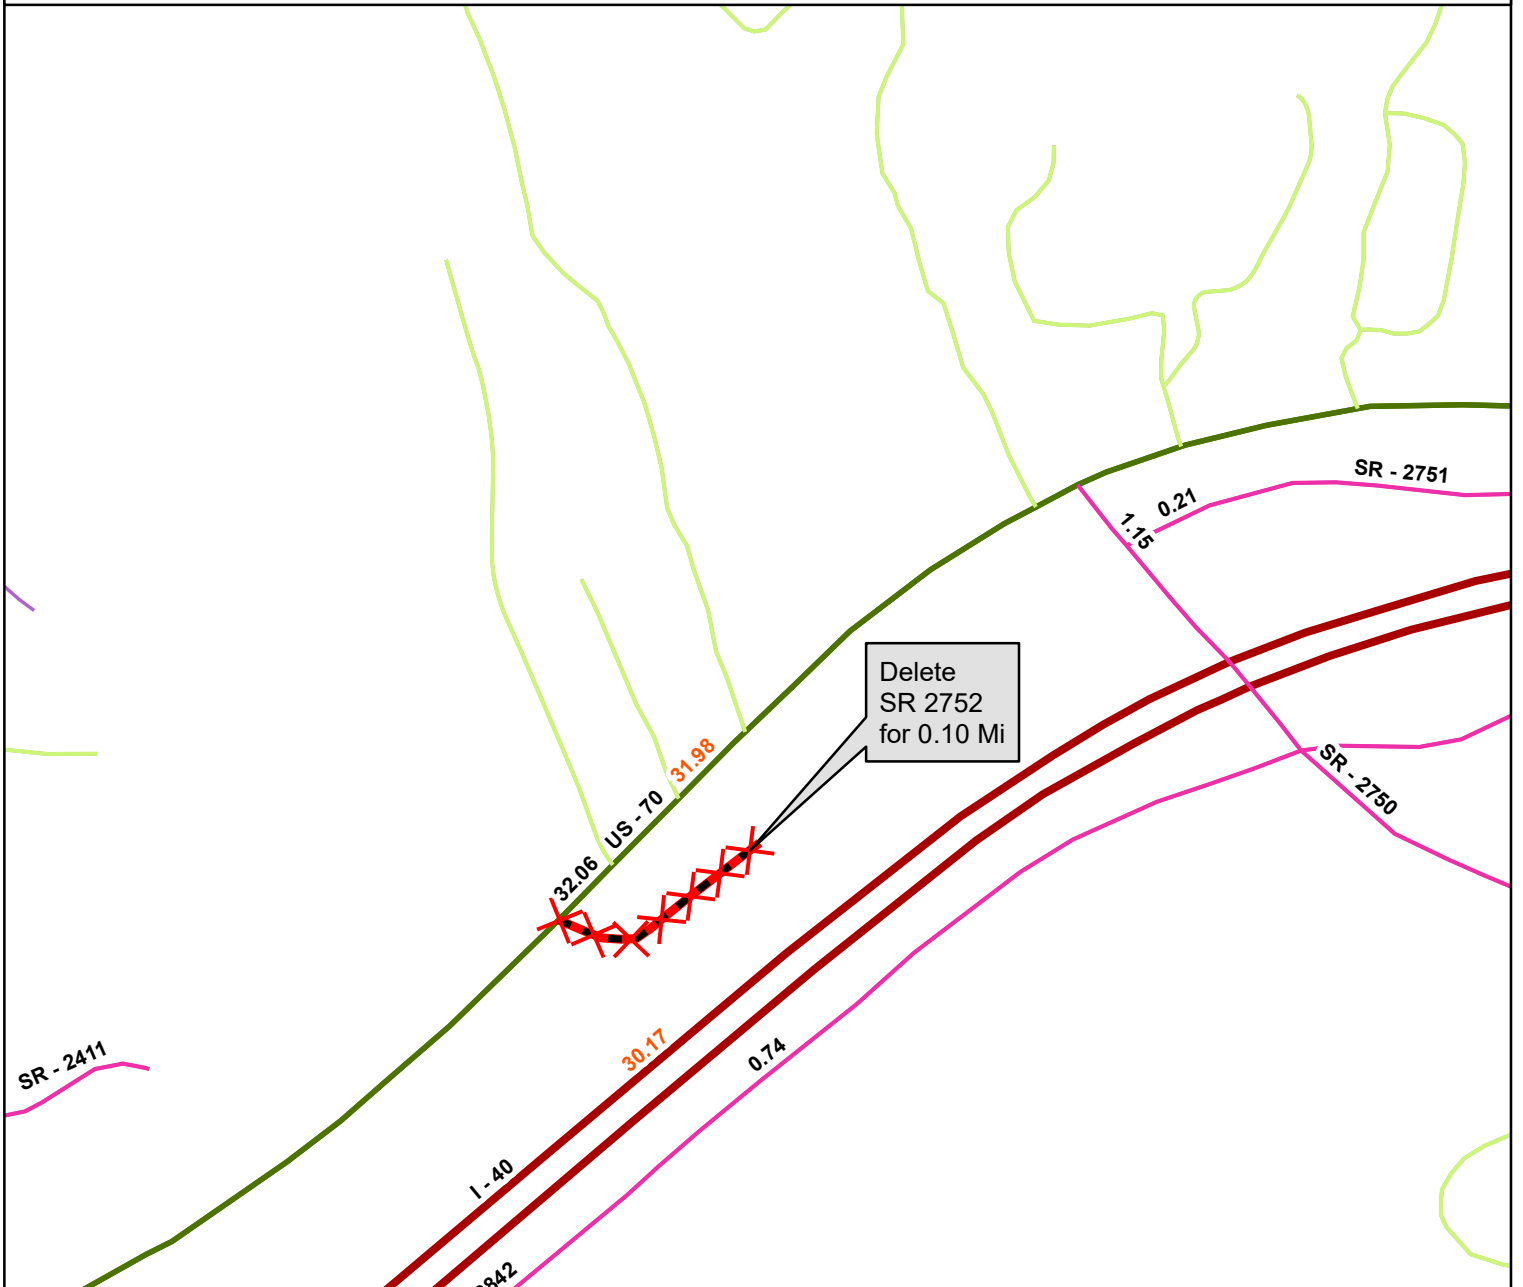 SR - 2751
0.21
1.15
Delete
SR 2752
for 0.10 Mi
31.98
US - 70
32.06
SR - 2750
30.17
0.74
SR - 2411
I - 40